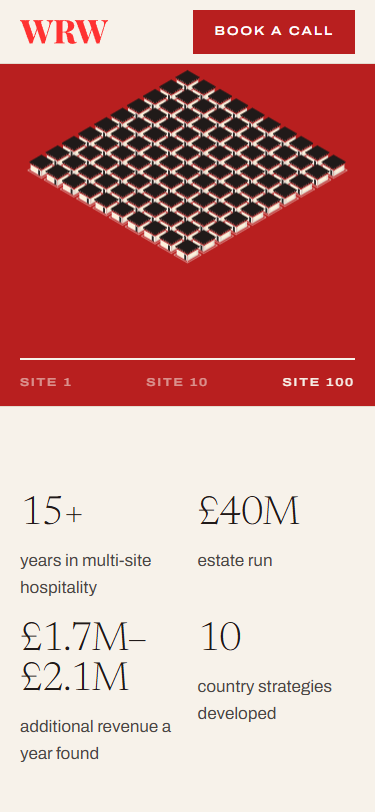 WRW
BOOK A CALL
SITE 1
SITE 10
SITE 100
15+
years in multi-site
hospitality
£40M
estate run
£1.7M–
£2.1M
additional revenue a
year found
10
country strategies
developed